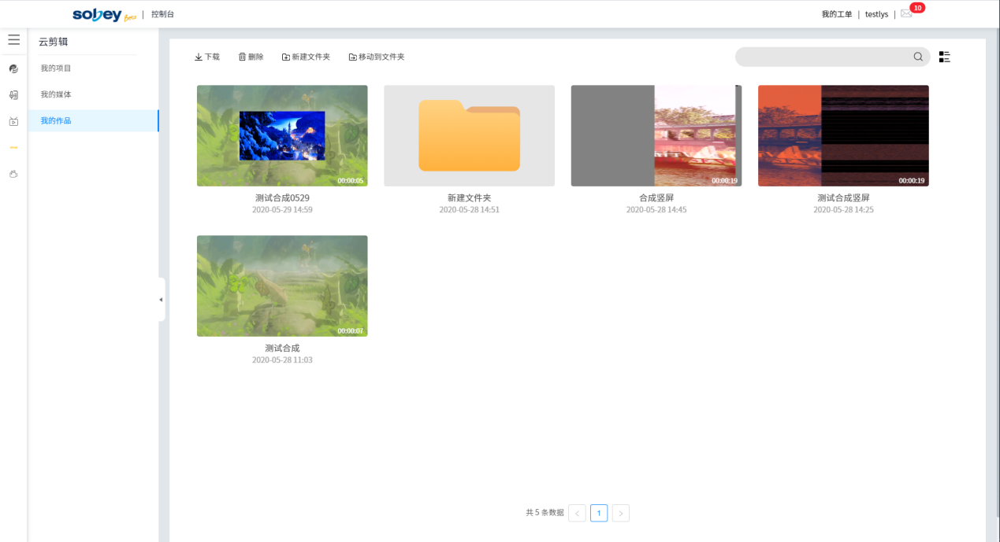 sobey Beta | 控制台
我的工单 | testlys | 10
云剪辑
我的项目
我的媒体
我的作品
下载 删除 新建文件夹 移动到文件夹
00:00:05 00:00:19 00:00:19
测试合成0529 新建文件夹 合成竖屏 测试合成竖屏
2020-05-29 14:59 2020-05-28 14:51 2020-05-28 14:45 2020-05-28 14:25
00:00:07
测试合成
2020-05-28 11:03
共 5 条数据 < 1 >